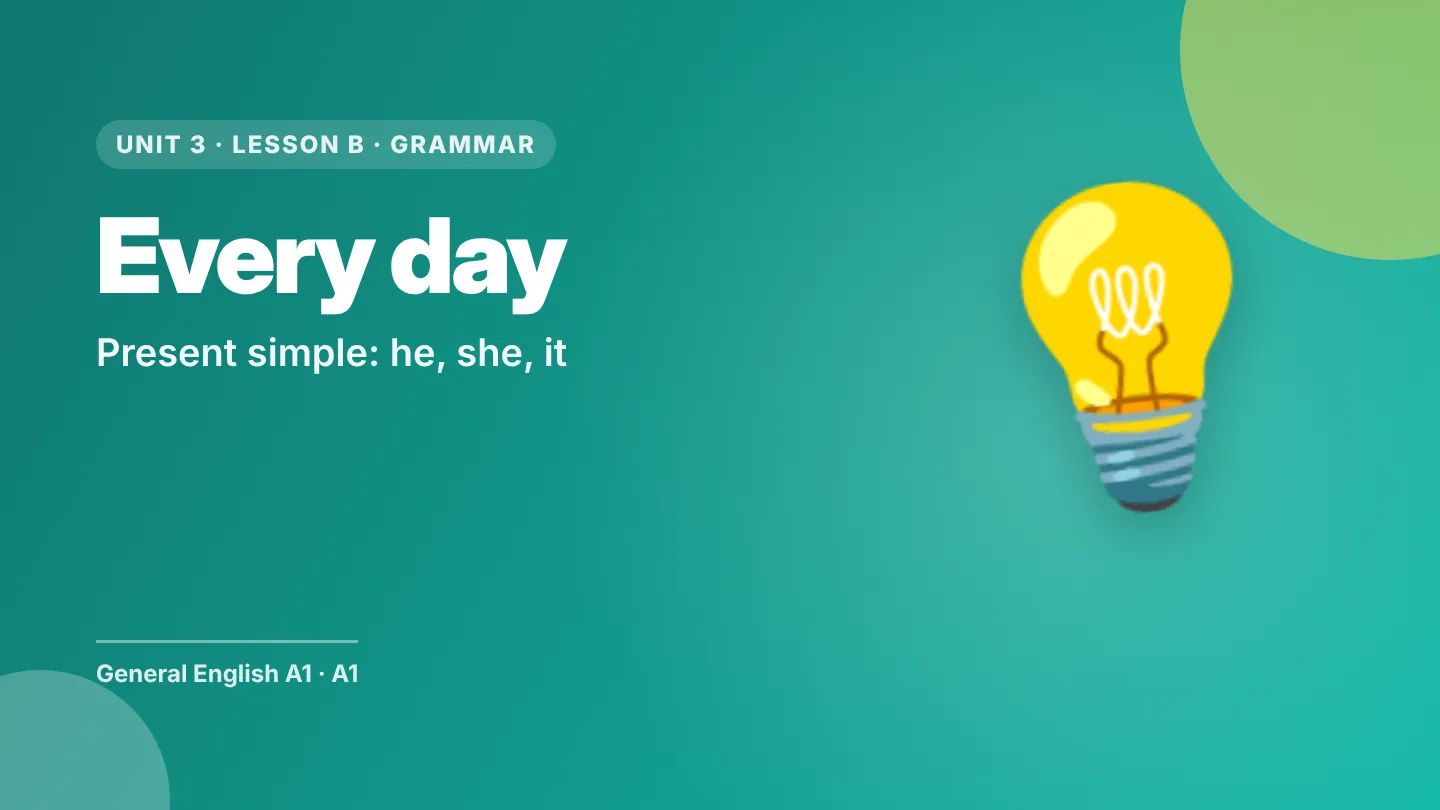 UNIT 3 · LESSON B · GRAMMAR
Every day
Present simple: he, she, it
General English A1 · A1